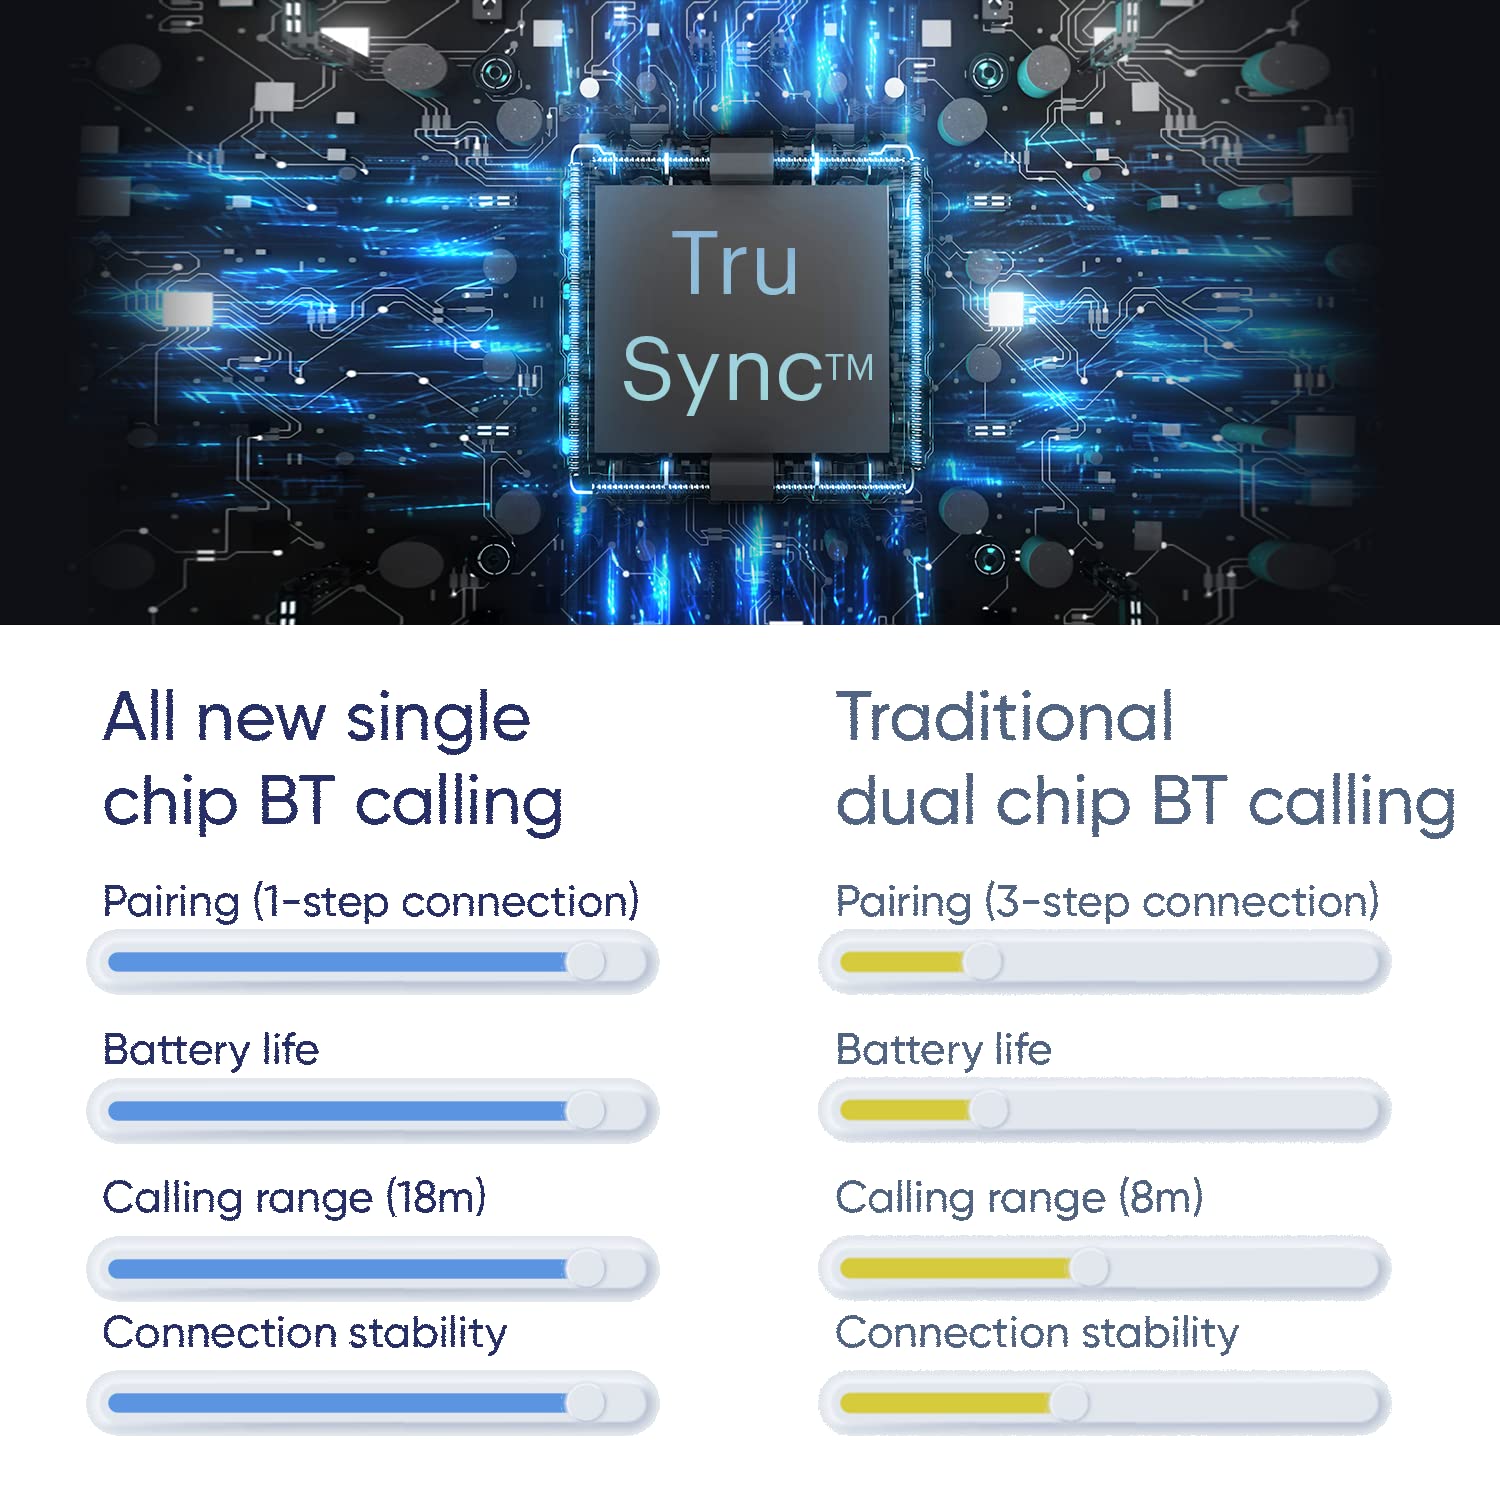 Tru
Sync™
All new single
chip BT calling
Pairing (1-step connection)
Battery life
Calling range (18m)
Connection stability
Traditional
dual chip BT calling
Pairing (3-step connection)
Battery life
Calling range (8m)
Connection stability